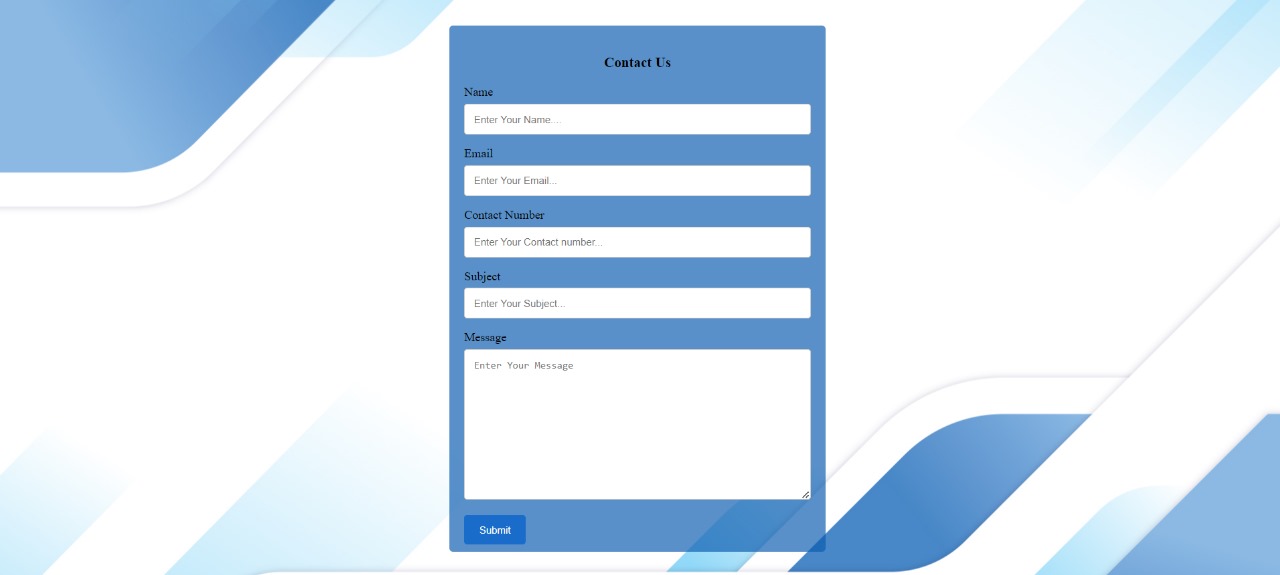 Contact Us
Name
Enter Your Name....
Email
Enter Your Email...
Contact Number
Enter Your Contact number...
Subject
Enter Your Subject...
Message
Enter Your Message
Submit